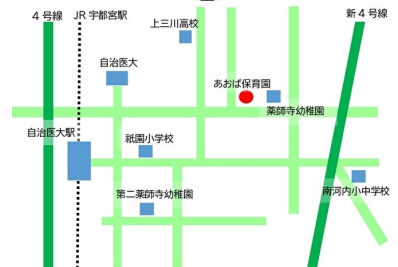 4号線
JR宇都宮駅
新4号線
上三川高校
自治医大
あおば保育園
薬師寺幼稚園
自治医大駅
祇園小学校
南河内小中学校
第二薬師寺幼稚園